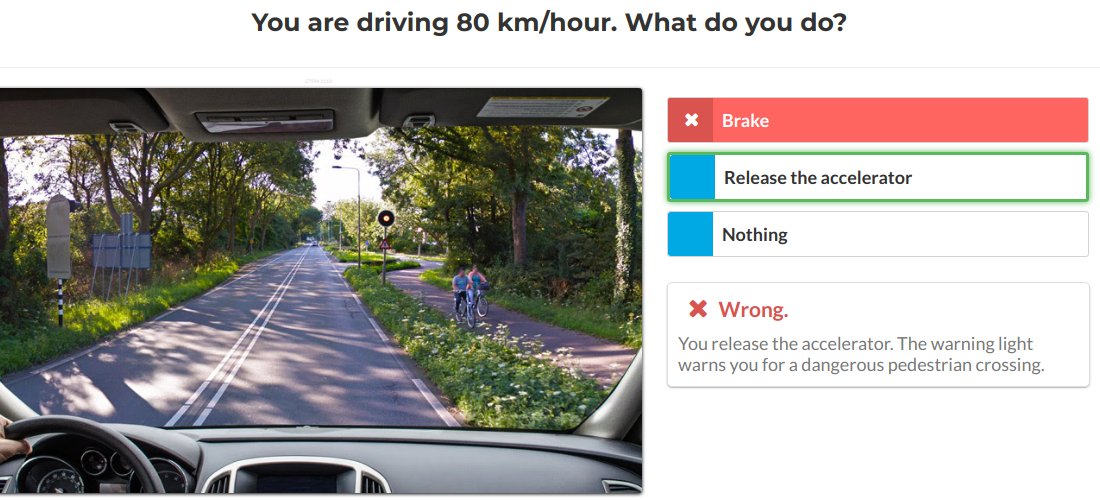 You are driving 80 km/hour. What do you do?
Brake
Release the accelerator
Nothing
Wrong.
You release the accelerator. The warning light
warns you for a dangerous pedestrian crossing.